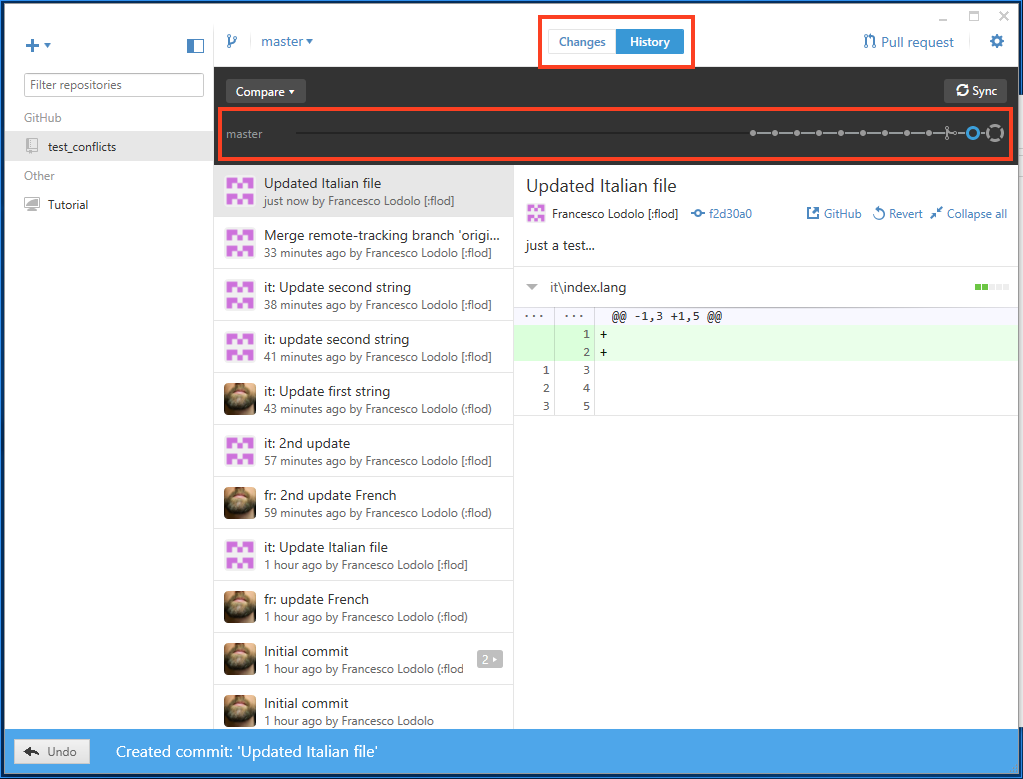 master
Changes
History
Pull request
Filter repositories
GitHub
test_conflicts
Other
Tutorial
Compare
Sync
master
Updated Italian file
just now by Francesco Lodolo [:flod]
Merge remote-tracking branch 'origi...
33 minutes ago by Francesco Lodolo [:flod]
it: Update second string
38 minutes ago by Francesco Lodolo [:flod]
it: update second string
41 minutes ago by Francesco Lodolo [:flod]
it: Update first string
43 minutes ago by Francesco Lodolo (:flod)
it: 2nd update
57 minutes ago by Francesco Lodolo [:flod]
fr: 2nd update French
59 minutes ago by Francesco Lodolo (:flod)
it: Update Italian file
1 hour ago by Francesco Lodolo [:flod]
fr: update French
1 hour ago by Francesco Lodolo (:flod)
Initial commit
1 hour ago by Francesco Lodolo (:flod
2
Initial commit
1 hour ago by Francesco Lodolo
Updated Italian file
Francesco Lodolo [:flod] f2d30a0 GitHub Revert Collapse all
just a test...
it\index.lang
... ... @@ -1,3 +1,5 @@
1 +
2 +
1 3
2 4
3 5
Undo
Created commit: 'Updated Italian file'